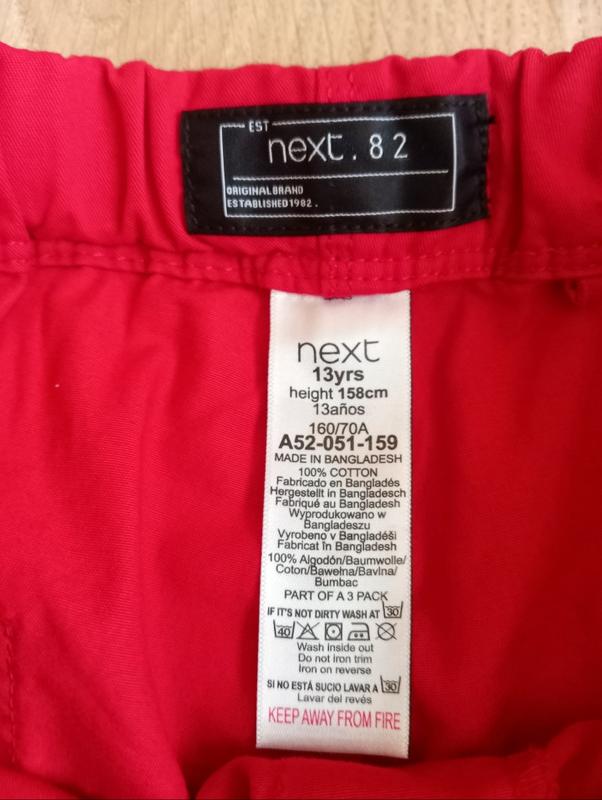 EST
next.82
ORIGINAL BRAND
ESTABLISHED 1982.
next
13yrs
height 158cm
13años
160/70A
A52-051-159
MADE IN BANGLADESH
100% COTTON
Fabricado en Bangladés
Hergestellt in Bangladesch
Fabriqué au Bangladesh
Wyprodukowano w
Bangladeszu
Vyrobeno v Bangladéši
Fabricat în Bangladesh
100% Algodón/Baumwolle/
Coton/Bawełna/Bavlna/
Bumbac
PART OF A 3 PACK
IF IT'S NOT DIRTY WASH AT 30
40
Wash inside out
Do not iron trim
Iron on reverse
SI NO ESTÁ SUCIO LAVAR A 30
Lavar del revés
KEEP AWAY FROM FIRE